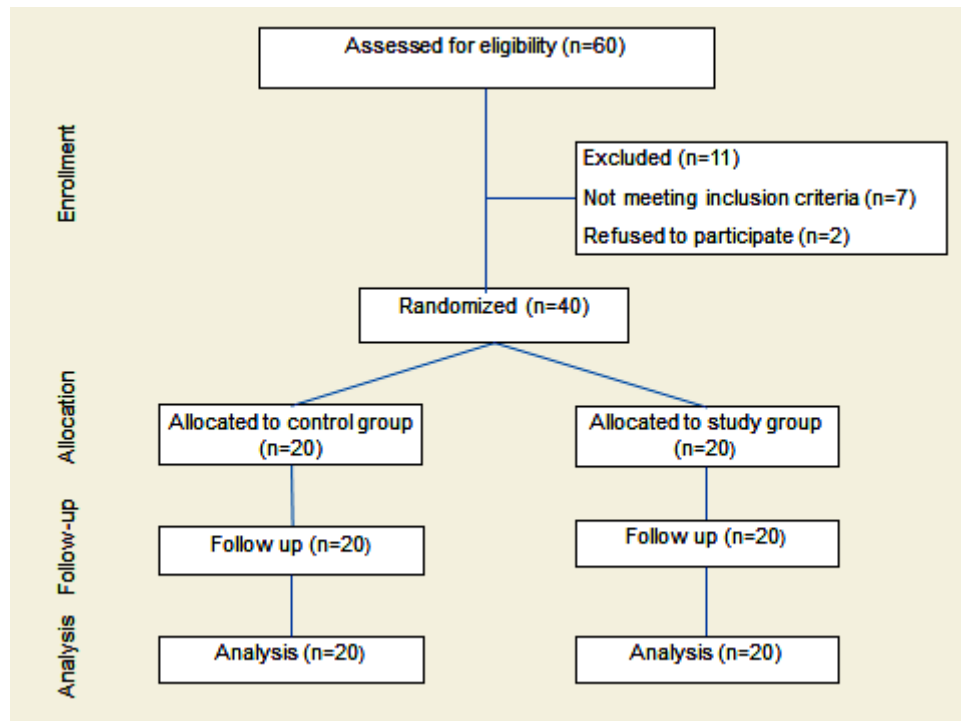 Assessed for eligibility (n=60)
Enrollment
Excluded (n=11)
Not meeting inclusion criteria (n=7)
Refused to participate (n=2)
Randomized (n=40)
Allocation
Allocated to control group
(n=20)
Allocated to study group
(n=20)
Follow-up
Follow up (n=20)
Follow up (n=20)
Analysis
Analysis (n=20)
Analysis (n=20)